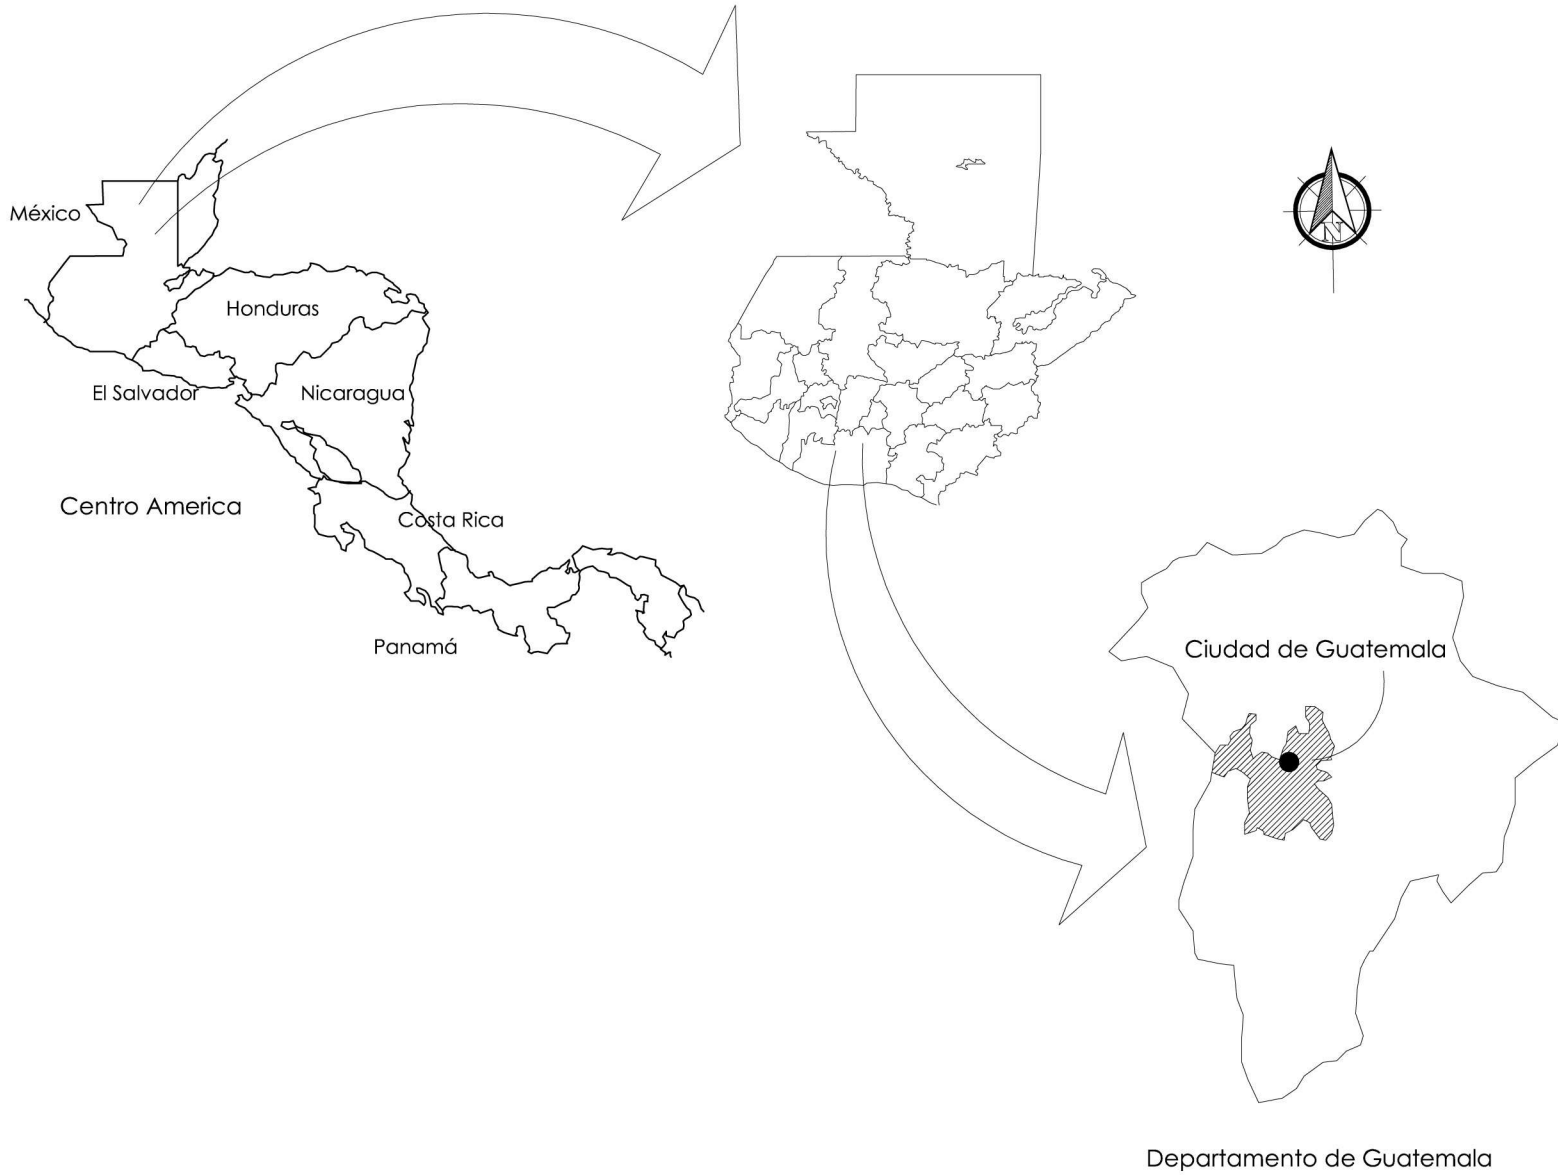 México
Honduras
El Salvador
Nicaragua
Centro America
Costa Rica
Panamá
N
Ciudad de Guatemala
Departamento de Guatemala